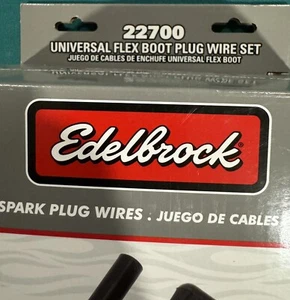 22700
UNIVERSAL FLEX BOOT PLUG WIRE SET
JUEGO DE CABLES DE ENCHUFE UNIVERSAL FLEX BOOT
Edelbrock®
SPARK PLUG WIRES . JUEGO DE CABLES